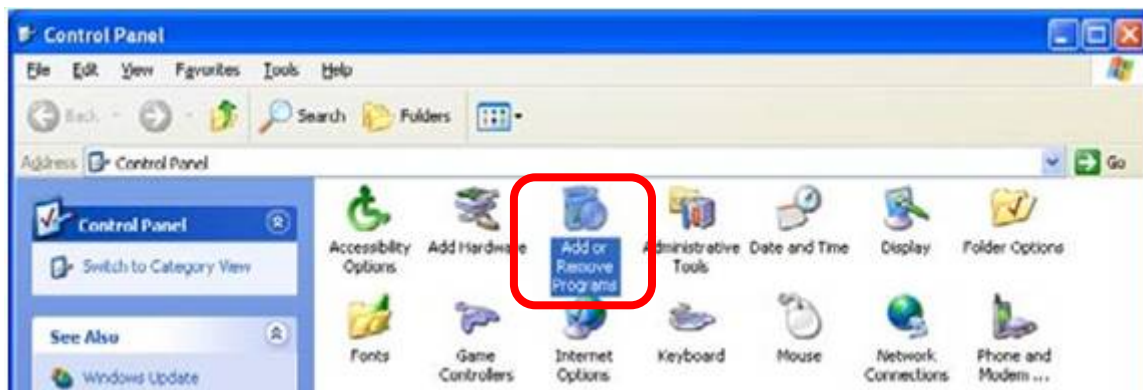 Control Panel
File Edit View Favorites Tools Help
Back Search Folders
Address Control Panel Go
Control Panel
Switch to Category View
See Also
Windows Update
Accessibility Options
Add Hardware
Add or Remove Programs
Administrative Tools
Date and Time
Display
Folder Options
Fonts
Game Controllers
Internet Options
Keyboard
Mouse
Network Connections
Phone and Modem ...